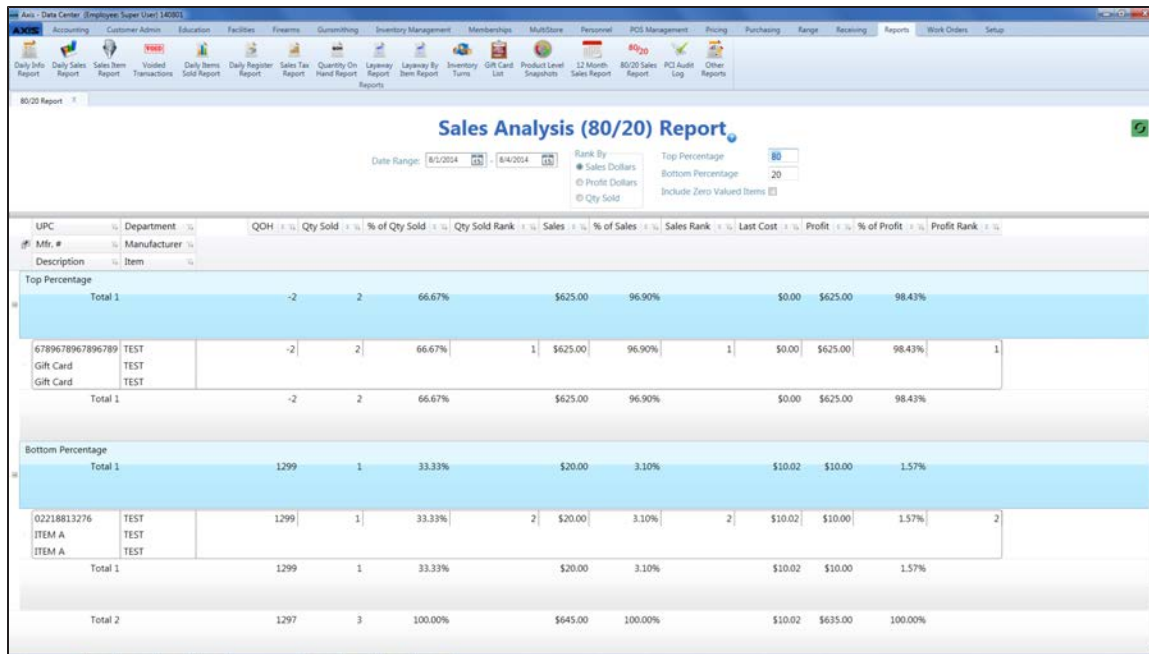 Axis - Data Center (Employee: Super User) 140801
AXIS Accounting Customer Admin Education Facilities Firearms Gunsmithing Inventory Management Memberships MultiStore Personnel POS Management Pricing Purchasing Range Receiving Reports Work Orders Setup
VOID 80/20
Daily Info Report Daily Sales Report Sales Item Report Voided Transactions Daily Items Sold Report Daily Register Report Sales Tax Report Quantity On Hand Report Layaway Report Layaway By Item Report Inventory Turns Gift Card List Product Level Snapshots 12 Month Sales Report 80/20 Sales Report PCI Audit Log Other Reports
Reports
80/20 Report X
Sales Analysis (80/20) Report
Date Range: 8/1/2014 15 - 8/4/2014 15
Rank By
Sales Dollars
Profit Dollars
Qty Sold
Top Percentage 80
Bottom Percentage 20
Include Zero Valued Items
UPC Department QOH Qty Sold % of Qty Sold Qty Sold Rank Sales % of Sales Sales Rank Last Cost Profit % of Profit Profit Rank
Mfr. # Manufacturer
Description Item
Top Percentage
Total 1 -2 2 66.67% $625.00 96.90% $0.00 $625.00 98.43%
6789678967896789 TEST -2 2 66.67% 1 $625.00 96.90% 1 $0.00 $625.00 98.43% 1
Gift Card TEST
Gift Card TEST
Total 1 -2 2 66.67% $625.00 96.90% $0.00 $625.00 98.43%
Bottom Percentage
Total 1 1299 1 33.33% $20.00 3.10% $10.02 $10.00 1.57%
02218813276 TEST 1299 1 33.33% 2 $20.00 3.10% 2 $10.02 $10.00 1.57% 2
ITEM A TEST
ITEM A TEST
Total 1 1299 1 33.33% $20.00 3.10% $10.02 $10.00 1.57%
Total 2 1297 3 100.00% $645.00 100.00% $10.02 $635.00 100.00%